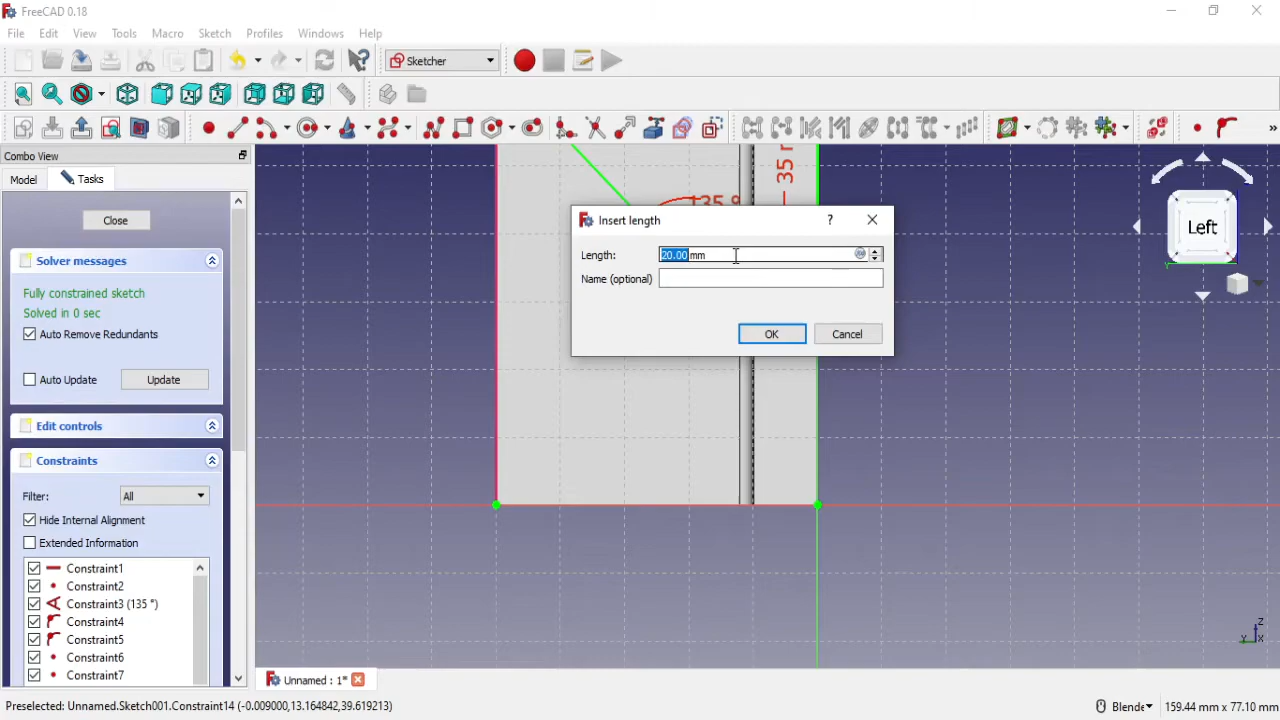 FreeCAD 0.18
File Edit View Tools Macro Sketch Profiles Windows Help
Sketcher
»
Combo View
Model Tasks
Close
Solver messages
Fully constrained sketch
Solved in 0 sec
Auto Remove Redundants
Auto Update Update
Edit controls
Constraints
Filter: All
Hide Internal Alignment
Extended Information
Constraint1
Constraint2
Constraint3 (135 °)
Constraint4
Constraint5
Constraint6
Constraint7
135 °
35
Insert length
?
Length: 20.00 mm
Name (optional)
OK Cancel
Left
Y
Z
Y X
Unnamed : 1*
Preselected: Unnamed.Sketch001.Constraint14 (-0.009000,13.164842,39.619213)
Blende
159.44 mm x 77.10 mm